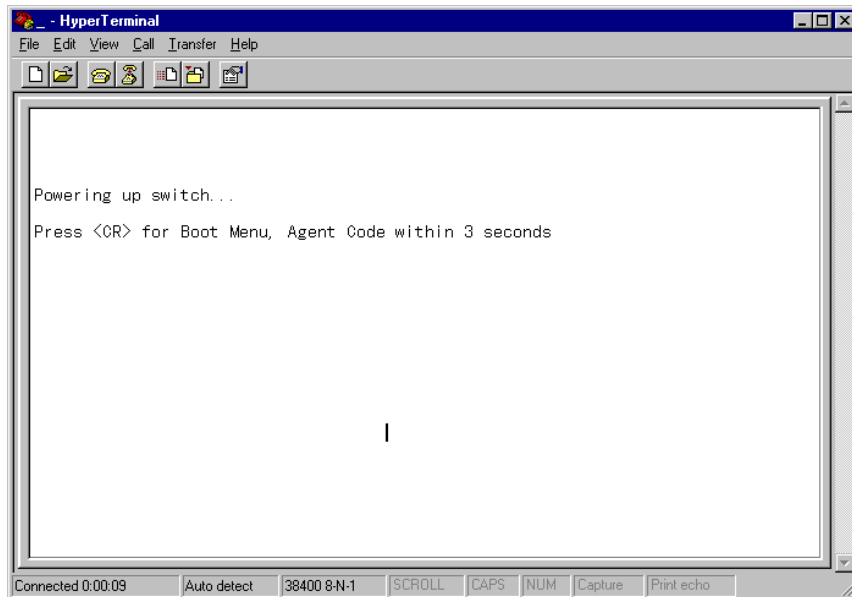 _ - HyperTerminal
File Edit View Call Transfer Help
Powering up switch...
Press <CR> for Boot Menu, Agent Code within 3 seconds
Connected 0:00:09 Auto detect 38400 8-N-1 SCROLL CAPS NUM Capture Print echo